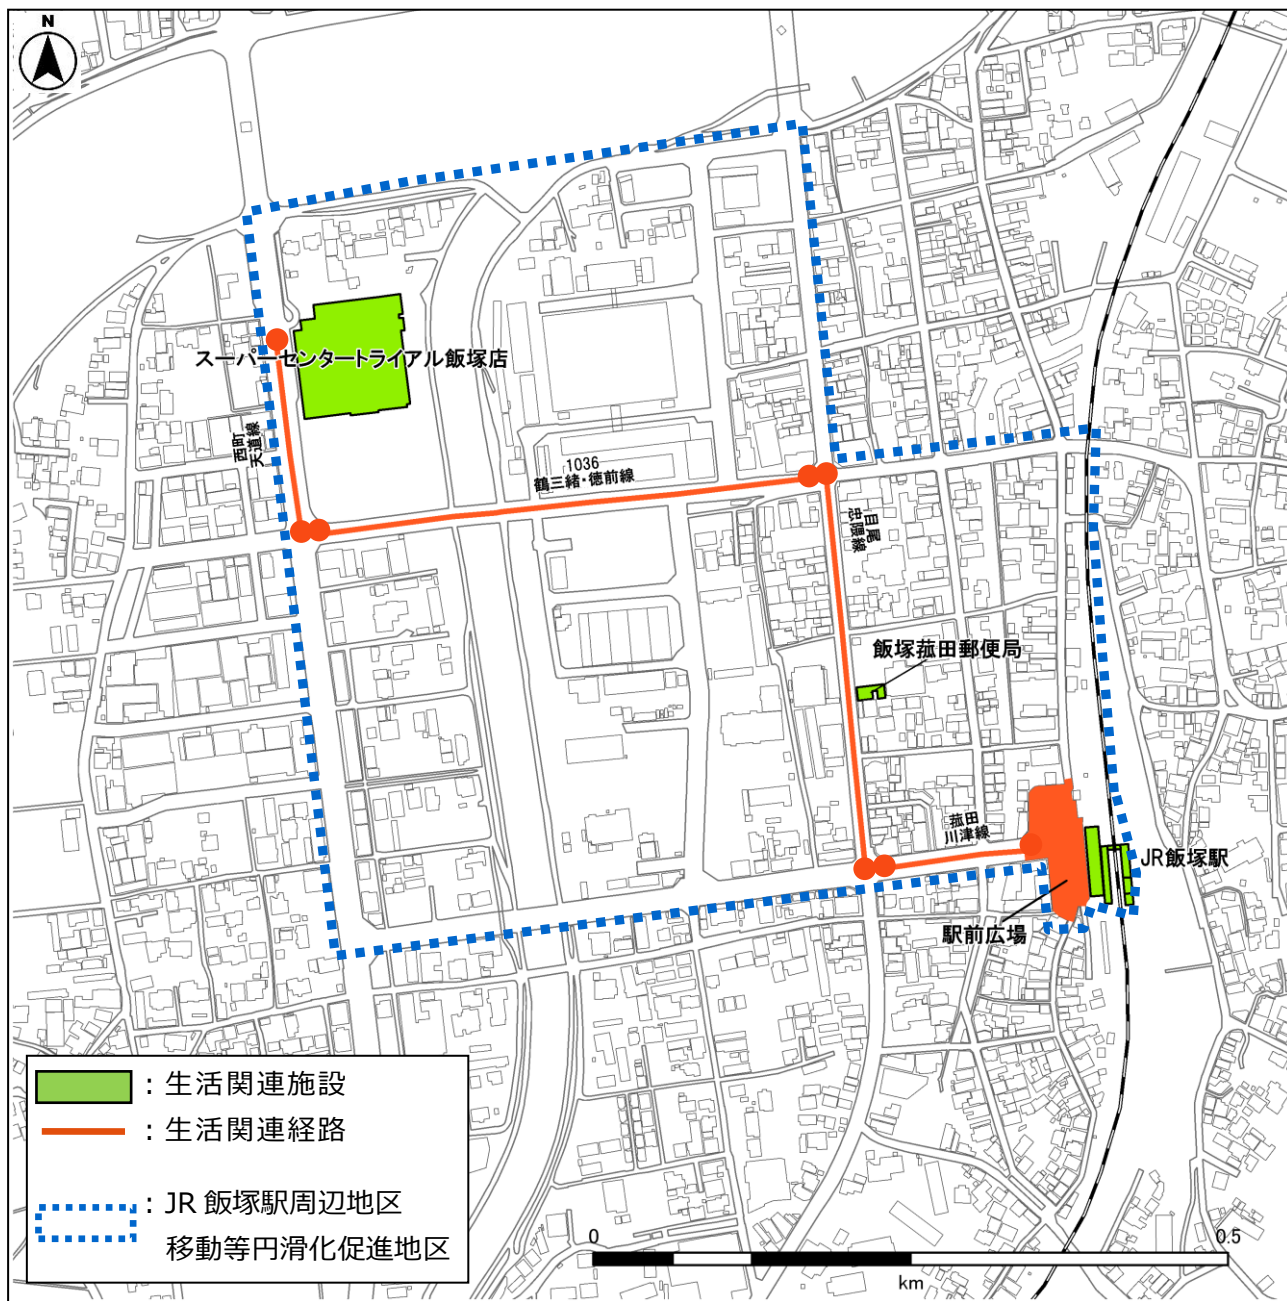 N
スーパーセンタートライアル飯塚店
西町
天道線
1036
鶴三緒・徳前線
目尾
忠隈線
飯塚菰田郵便局
菰田
川津線
JR飯塚駅
駅前広場
：生活関連施設
：生活関連経路
：JR 飯塚駅周辺地区
移動等円滑化促進地区
0 0.5
km